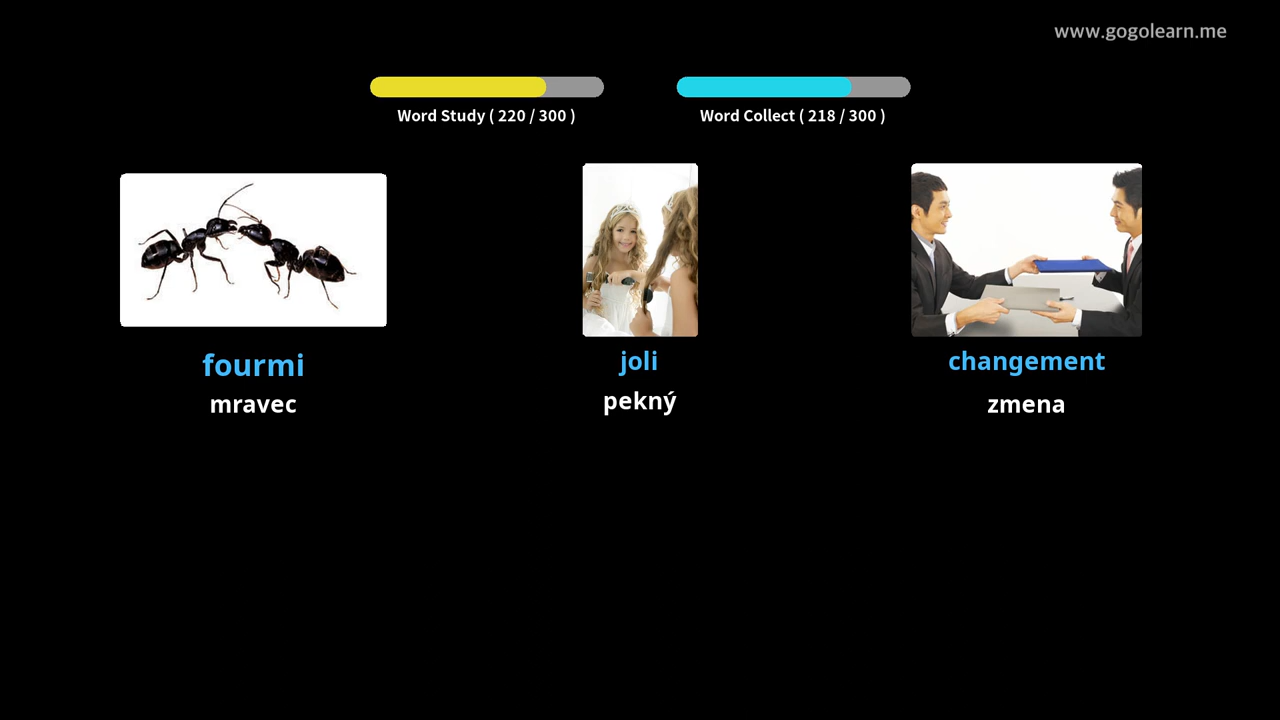 www.gogolearn.me
Word Study ( 220 / 300 )
Word Collect ( 218 / 300 )
fourmi
mravec
joli
pekný
changement
zmena